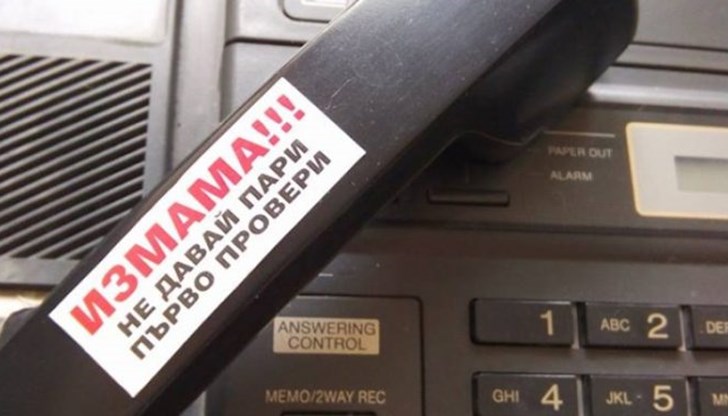 ИЗМАМА!!!
НЕ ДАВАЙ ПАРИ
ПЪРВО ПРОВЕРИ
PAPER OUT
ALARM
ANSWERING
CONTROL
MEMO/2WAY REC
1
ABC 2
GHI 4
JKL 5